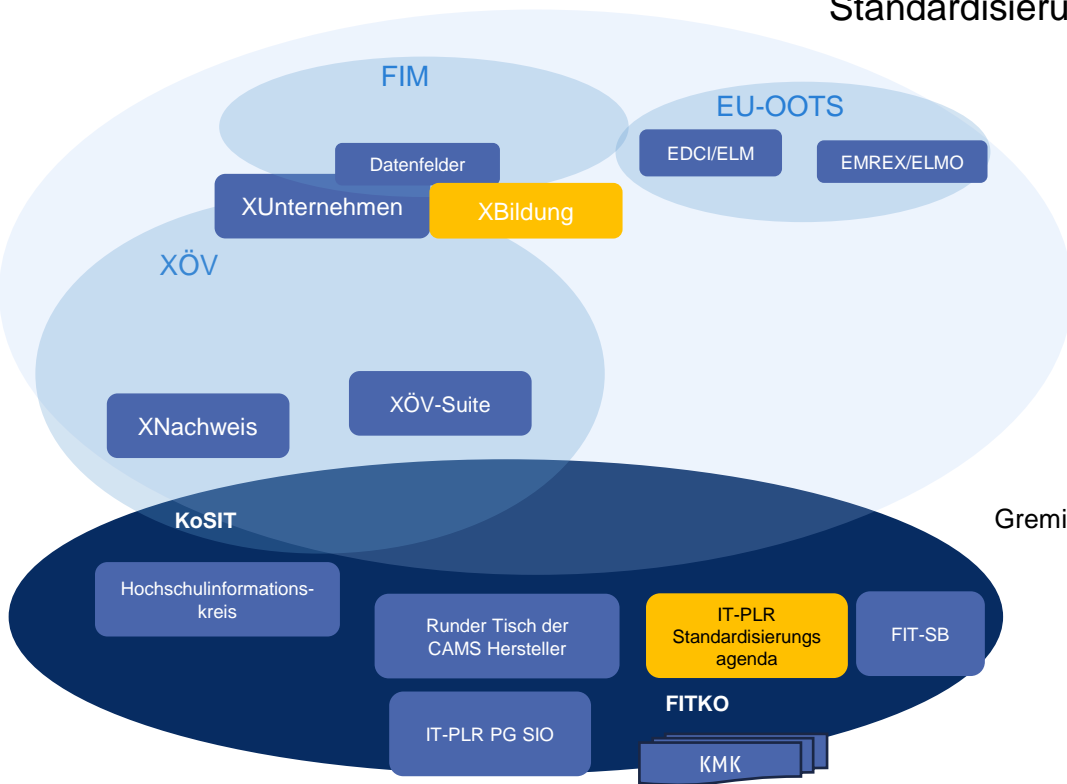 Standardisieru
FIM
EU-OOTS
Datenfelder
EDCI/ELM
EMREX/ELMO
XUnternehmen
XBildung
XÖV
XÖV-Suite
XNachweis
KoSIT
Gremi
Hochschulinformations-
kreis
Runder Tisch der
CAMS Hersteller
IT-PLR
Standardisierungs
agenda
FIT-SB
FITKO
IT-PLR PG SIO
KMK